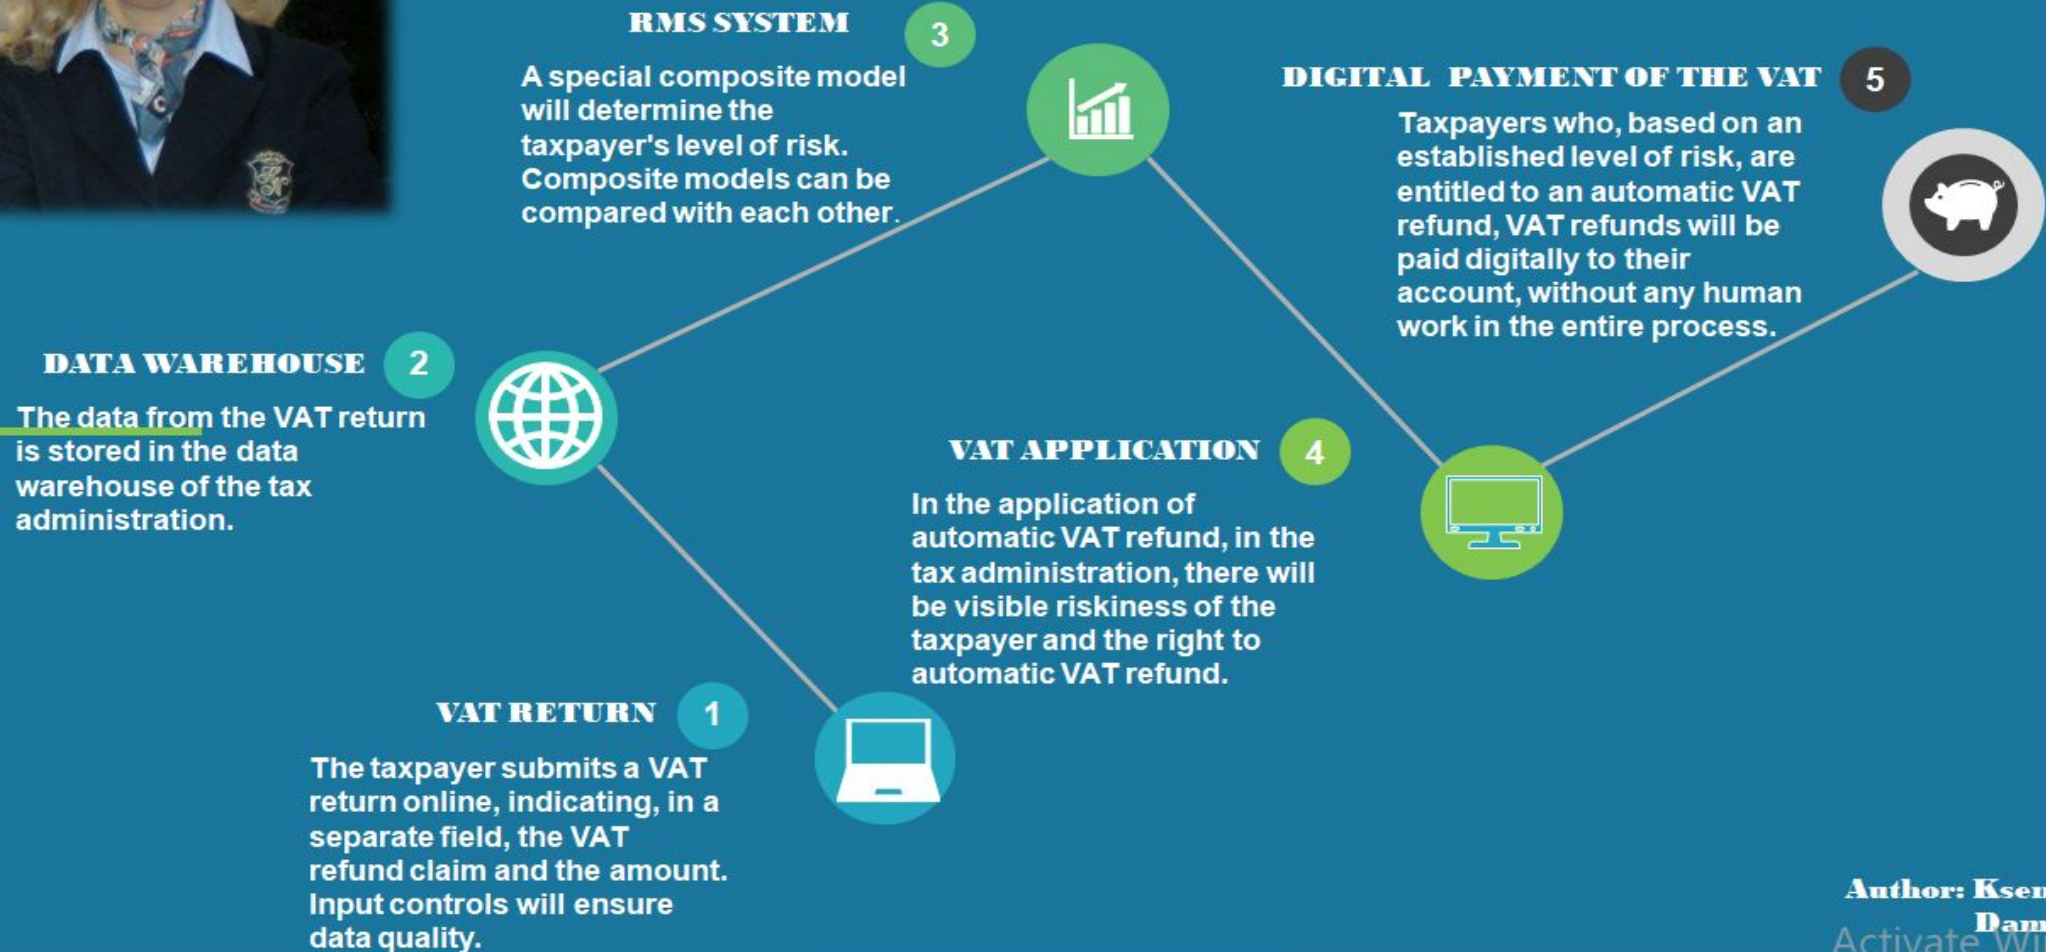 RMS SYSTEM
3
A special composite model
will determine the
taxpayer's level of risk.
Composite models can be
compared with each other.
DIGITAL PAYMENT OF THE VAT
5
Taxpayers who, based on an
established level of risk, are
entitled to an automatic VAT
refund, VAT refunds will be
paid digitally to their
account, without any human
work in the entire process.
DATA WAREHOUSE
2
The data from the VAT return
is stored in the data
warehouse of the tax
administration.
VAT APPLICATION
4
In the application of
automatic VAT refund, in the
tax administration, there will
be visible riskiness of the
taxpayer and the right to
automatic VAT refund.
VAT RETURN
1
The taxpayer submits a VAT
return online, indicating, in a
separate field, the VAT
refund claim and the amount.
Input controls will ensure
data quality.
Author:
Activate